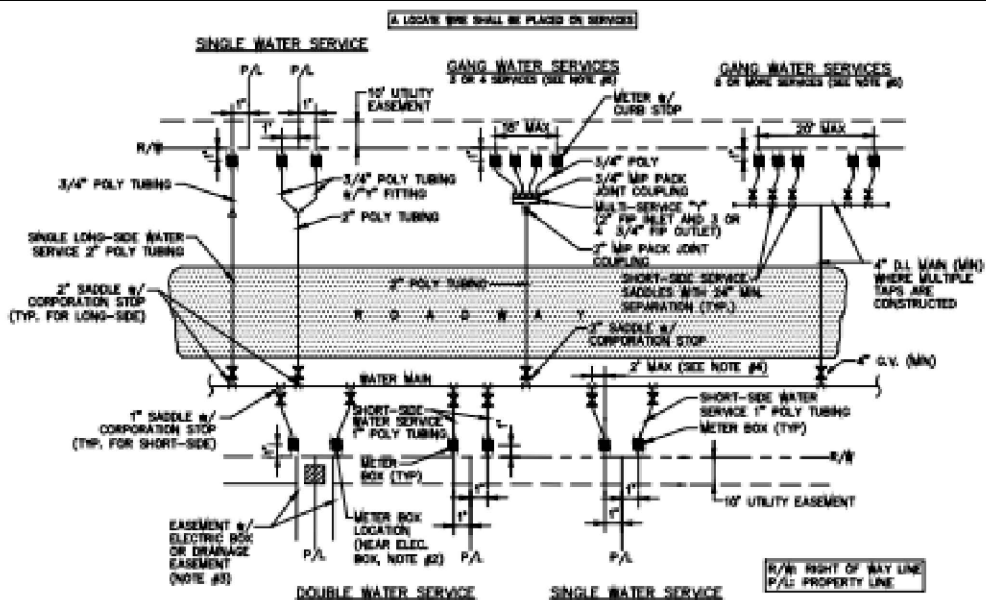 A LOCATE WIRE SHALL BE PLACED ON SERVICES
SINGLE WATER SERVICE
P/L
P/L
1'
1'
1'
10' UTILITY
EASEMENT
R/W
1'
3/4" POLY TUBING
3/4" POLY TUBING
W/"Y" FITTING
2" POLY TUBING
SINGLE LONG-SIDE WATER
SERVICE 2" POLY TUBING
2" SADDLE W/
CORPORATION STOP
(TYP. FOR LONG-SIDE)
GANG WATER SERVICES
3 OR 4 SERVICES (SEE NOTE #5)
METER W/
CURB STOP
18" MAX
1'
3/4" POLY
3/4" MIP PACK
JOINT COUPLING
MULTI-SERVICE "Y"
(2" FIP INLET AND 3 OR
4 3/4" FIP OUTLET)
2" MIP PACK JOINT
COUPLING
GANG WATER SERVICES
5 OR MORE SERVICES (SEE NOTE #6)
20" MAX
1'
SHORT-SIDE SERVICE
SADDLES WITH 24" MIN.
SEPARATION (TYP.)
4" D.I. MAIN (MIN)
WHERE MULTIPLE
TAPS ARE
CONSTRUCTED
2" POLY TUBING
ROADWAY
2" SADDLE W/
CORPORATION STOP
2' MAX (SEE NOTE #4)
4" G.V. (MIN)
WATER MAIN
1" SADDLE W/
CORPORATION STOP
(TYP. FOR SHORT-SIDE)
1'
SHORT-SIDE
WATER SERVICE
1" POLY TUBING
1'
METER
BOX (TYP)
SHORT-SIDE WATER
SERVICE 1" POLY TUBING
METER BOX (TYP)
R/W
1'
1'
1'
1'
10' UTILITY EASEMENT
EASEMENT W/
ELECTRIC BOX
OR DRAINAGE
EASEMENT
(NOTE #3)
P/L
METER BOX
LOCATION
(NEAR ELEC.
BOX, NOTE #2)
P/L
P/L
DOUBLE WATER SERVICE
SINGLE WATER SERVICE
R/W: RIGHT OF WAY LINE
P/L: PROPERTY LINE